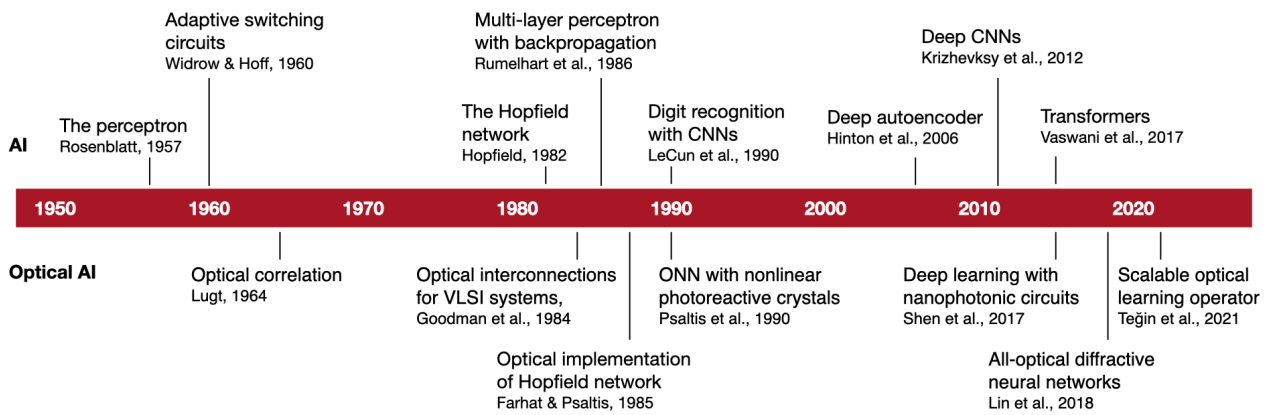 Adaptive switching
circuits
Widrow & Hoff, 1960
Multi-layer perceptron
with backpropagation
Rumelhart et al., 1986
Deep CNNs
Krizhevksy et al., 2012
The perceptron
Rosenblatt, 1957
The Hopfield
network
Hopfield, 1982
Digit recognition
with CNNs
LeCun et al., 1990
Deep autoencoder
Hinton et al., 2006
Transformers
Vaswani et al., 2017
AI
1950 1960 1970 1980 1990 2000 2010 2020
Optical AI
Optical correlation
Lugt, 1964
Optical interconnections
for VLSI systems,
Goodman et al., 1984
ONN with nonlinear
photoreactive crystals
Psaltis et al., 1990
Deep learning with
nanophotonic circuits
Shen et al., 2017
Scalable optical
learning operator
Teğin et al., 2021
Optical implementation
of Hopfield network
Farhat & Psaltis, 1985
All-optical diffractive
neural networks
Lin et al., 2018